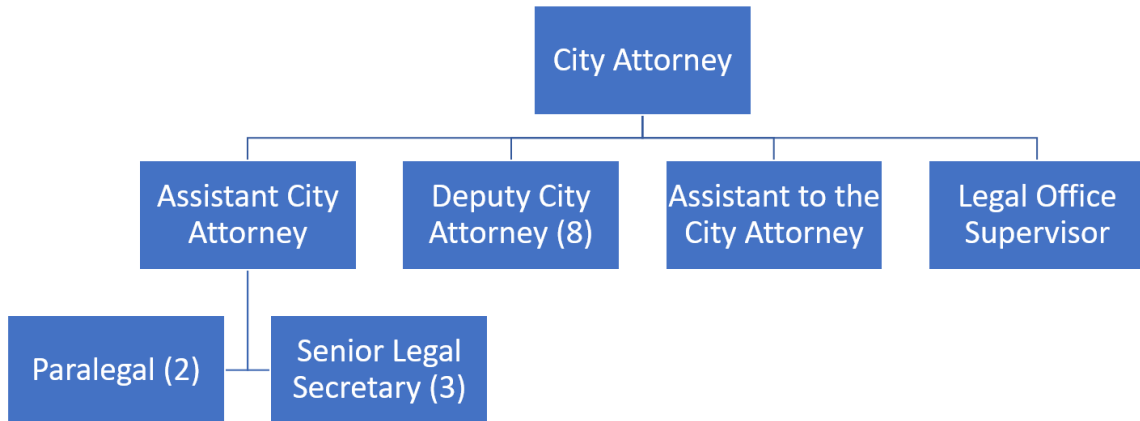 City Attorney
Assistant City
Attorney
Deputy City
Attorney (8)
Assistant to the
City Attorney
Legal Office
Supervisor
Paralegal (2)
Senior Legal
Secretary (3)